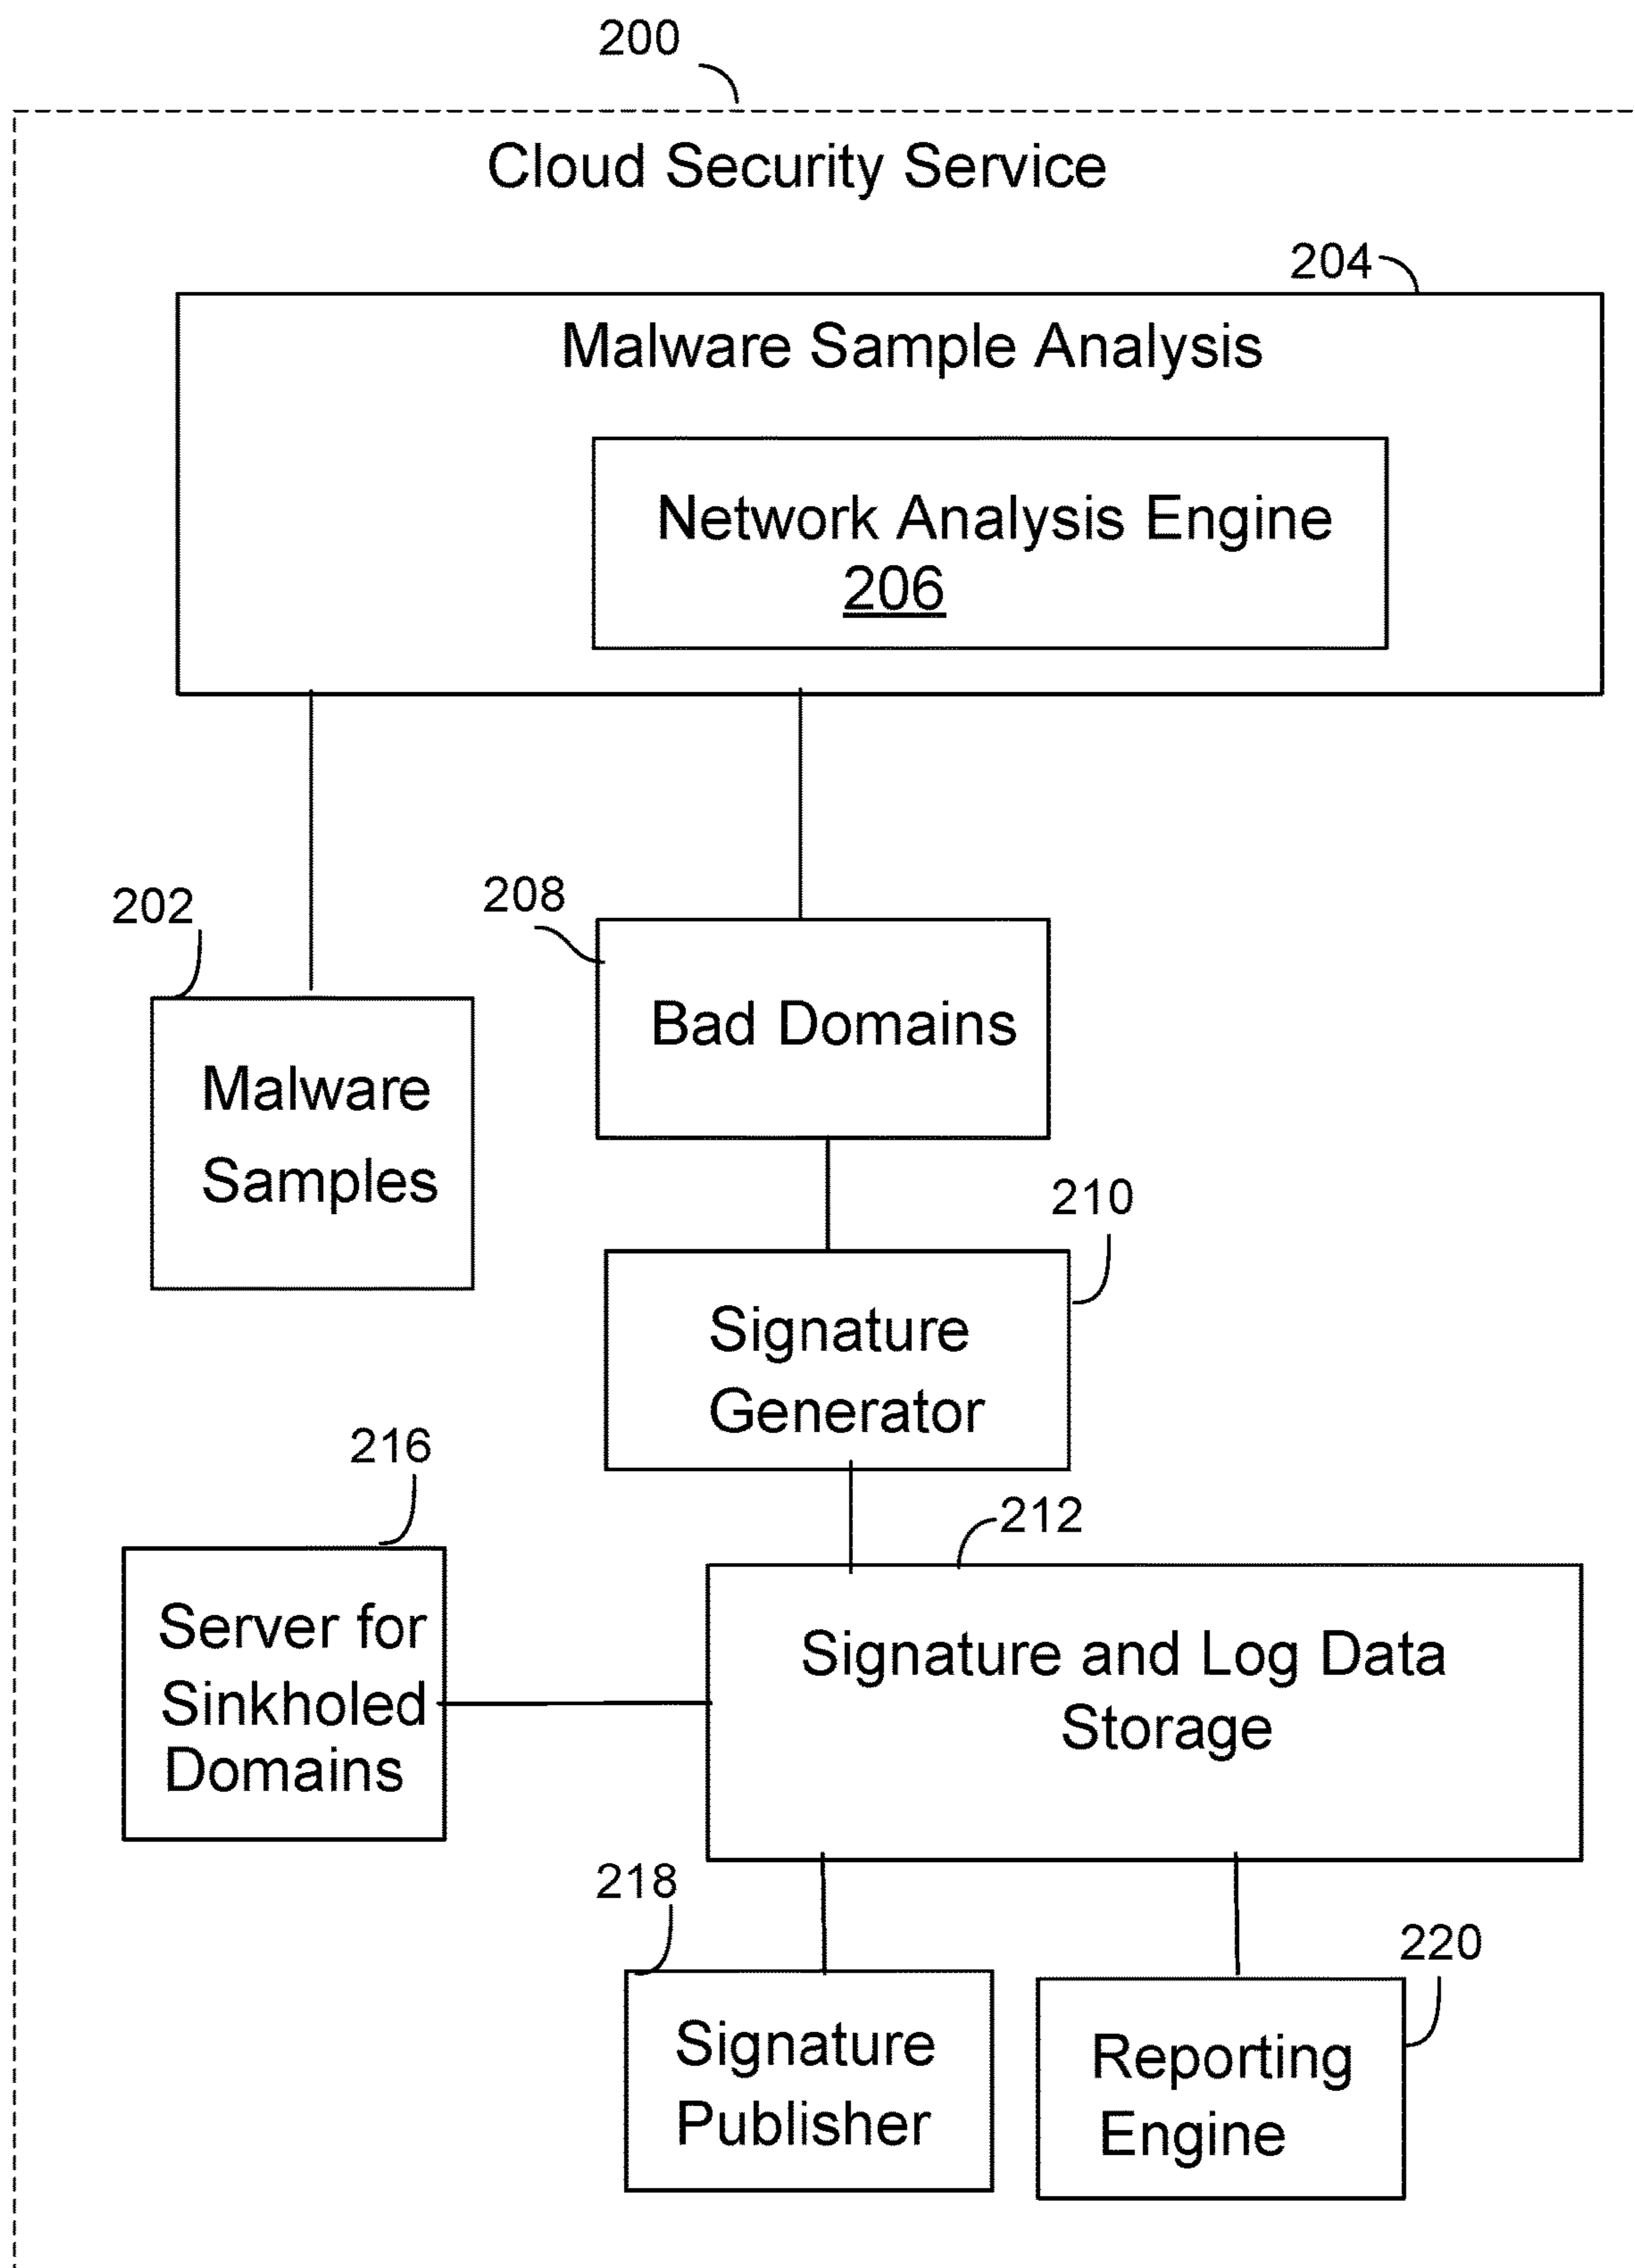 200
Cloud Security Service
204
Malware Sample Analysis
Network Analysis Engine
206
202
208
Bad Domains
Malware
Samples
210
Signature
Generator
216
212
Server for
Sinkholed
Domains
Signature and Log Data
Storage
218
220
Signature
Publisher
Reporting
Engine